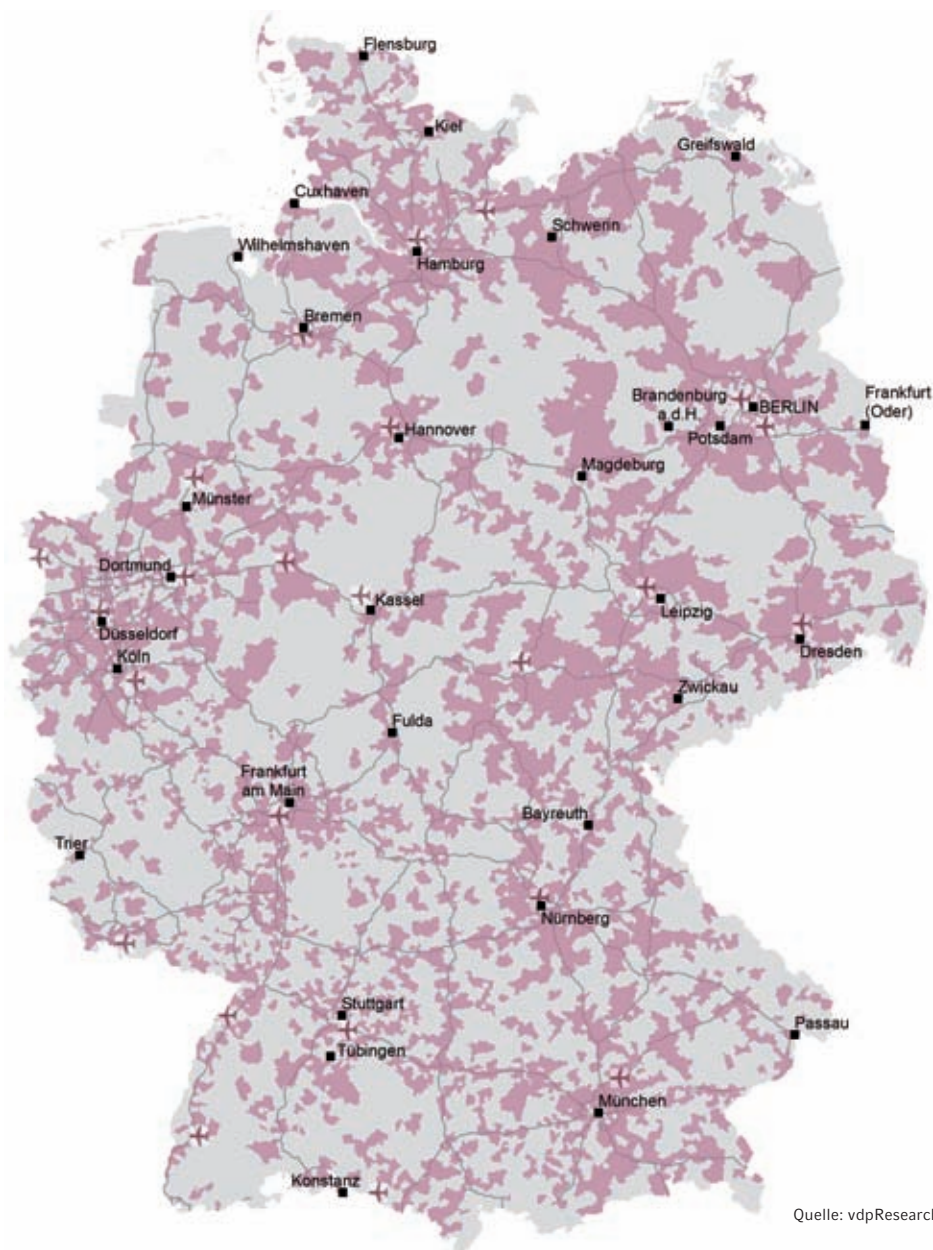 Flensburg
Kiel
Greifswald
Cuxhaven
Schwerin
Wilhelmshaven
Hamburg
Bremen
Brandenburg
a.d.H.
BERLIN
Frankfurt
(Oder)
Potsdam
Hannover
Magdeburg
Münster
Dortmund
Kassel
Leipzig
Düsseldorf
Dresden
Köln
Zwickau
Fulda
Frankfurt
am Main
Bayreuth
Trier
Nürnberg
Stuttgart
Passau
Tübingen
München
Konstanz
Quelle: vdpResearch